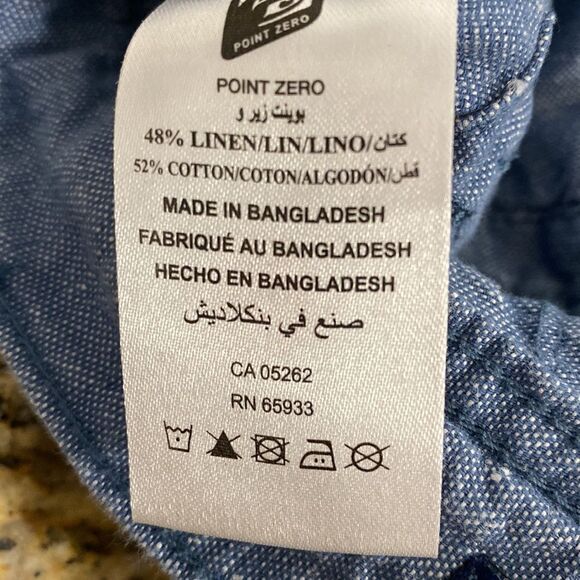 POINT ZERO
POINT ZERO
بوينت زير و
48% LINEN/LIN/LINO/كتان
52% COTTON/COTON/ALGODÓN/قطن
MADE IN BANGLADESH
FABRIQUÉ AU BANGLADESH
HECHO EN BANGLADESH
صنع في بنكلاديش
CA 05262
RN 65933